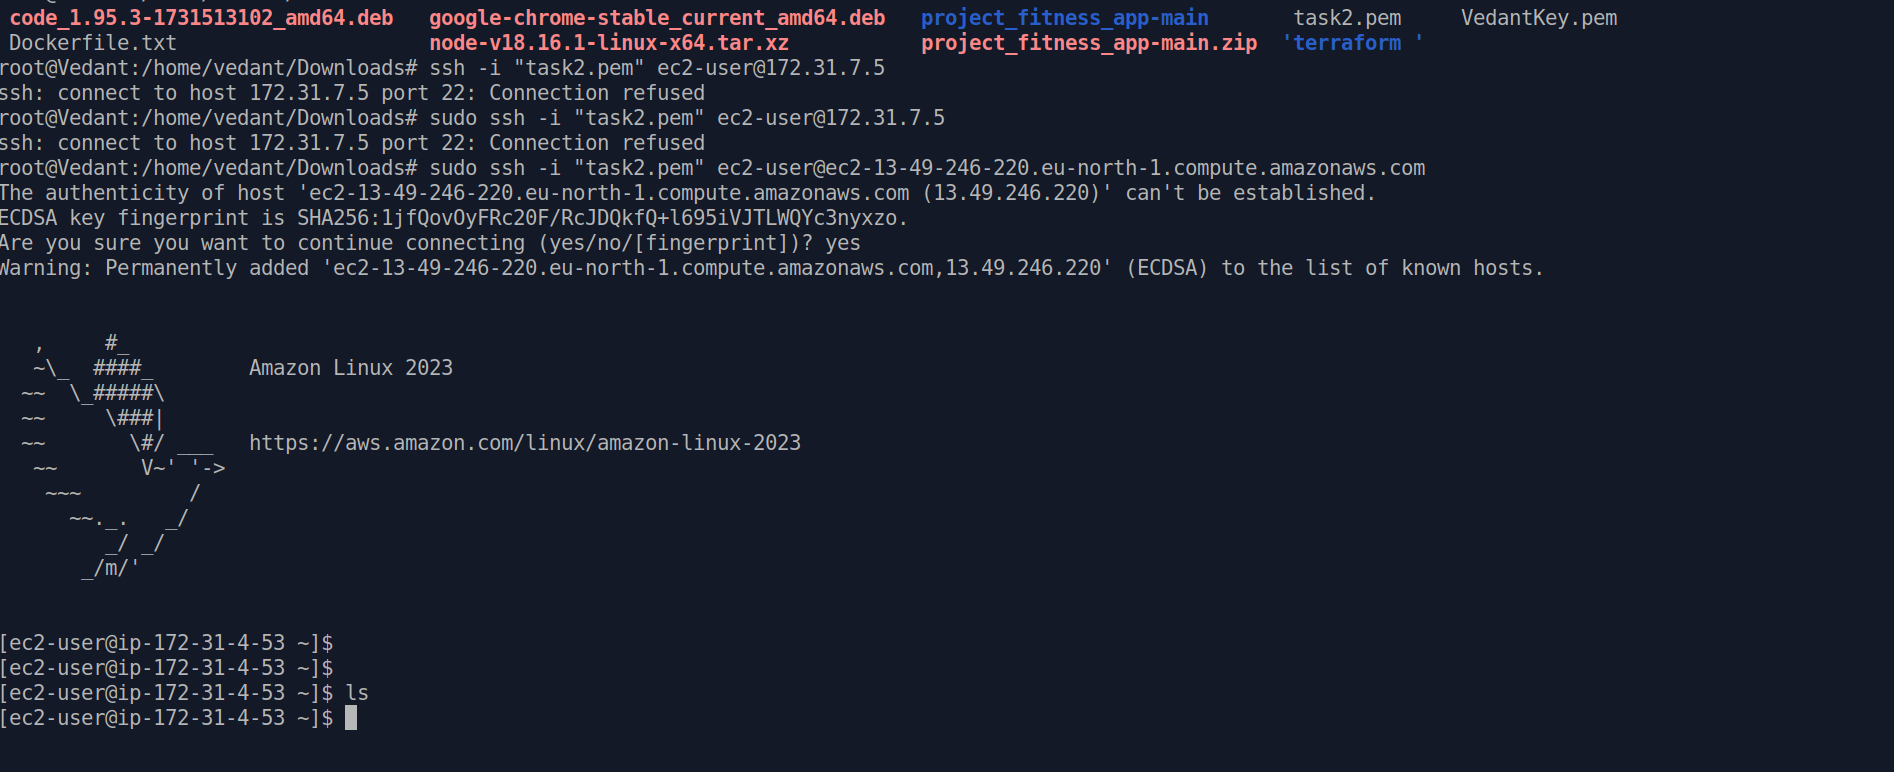 code_1.95.3-1731513102_amd64.deb   google-chrome-stable_current_amd64.deb   project_fitness_app-main       task2.pem     VedantKey.pem
Dockerfile.txt                     node-v18.16.1-linux-x64.tar.xz           project_fitness_app-main.zip  'terraform '
root@Vedant:/home/vedant/Downloads# ssh -i "task2.pem" ec2-user@172.31.7.5
ssh: connect to host 172.31.7.5 port 22: Connection refused
root@Vedant:/home/vedant/Downloads# sudo ssh -i "task2.pem" ec2-user@172.31.7.5
ssh: connect to host 172.31.7.5 port 22: Connection refused
root@Vedant:/home/vedant/Downloads# sudo ssh -i "task2.pem" ec2-user@ec2-13-49-246-220.eu-north-1.compute.amazonaws.com
The authenticity of host 'ec2-13-49-246-220.eu-north-1.compute.amazonaws.com (13.49.246.220)' can't be established.
ECDSA key fingerprint is SHA256:1jfQovOyFRc20F/RcJDQkfQ+l695iVJTLWQYc3nyxzo.
Are you sure you want to continue connecting (yes/no/[fingerprint])? yes
Warning: Permanently added 'ec2-13-49-246-220.eu-north-1.compute.amazonaws.com,13.49.246.220' (ECDSA) to the list of known hosts.
   ,     #_
   ~\_  ####_        Amazon Linux 2023
  ~~  \_#####\
  ~~     \###|
  ~~       \#/ ___   https://aws.amazon.com/linux/amazon-linux-2023
   ~~       V~' '->
    ~~~         /
      ~~._.   _/
         _/ _/
       _/m/'
[ec2-user@ip-172-31-4-53 ~]$
[ec2-user@ip-172-31-4-53 ~]$
[ec2-user@ip-172-31-4-53 ~]$ ls
[ec2-user@ip-172-31-4-53 ~]$